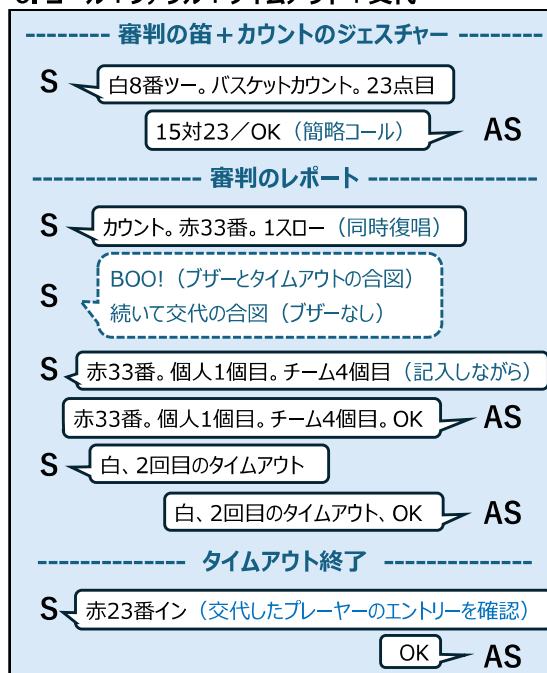 -------- 審判の笛＋カウントのジェスチャー --------
S 白8番ツー。バスケットカウント。23点目
15対23／OK（簡略コール） AS
--------------- 審判のレポート ---------------
S カウント。赤33番。1スロー（同時復唱）
S BOO!（ブザーとタイムアウトの合図）
続いて交代の合図（ブザーなし）
S 赤33番。個人1個目。チーム4個目（記入しながら）
赤33番。個人1個目。チーム4個目。OK AS
S 白、2回目のタイムアウト
白、2回目のタイムアウト、OK AS
------------- タイムアウト終了 --------------
S 赤23番イン（交代したプレーヤーのエントリーを確認）
OK AS